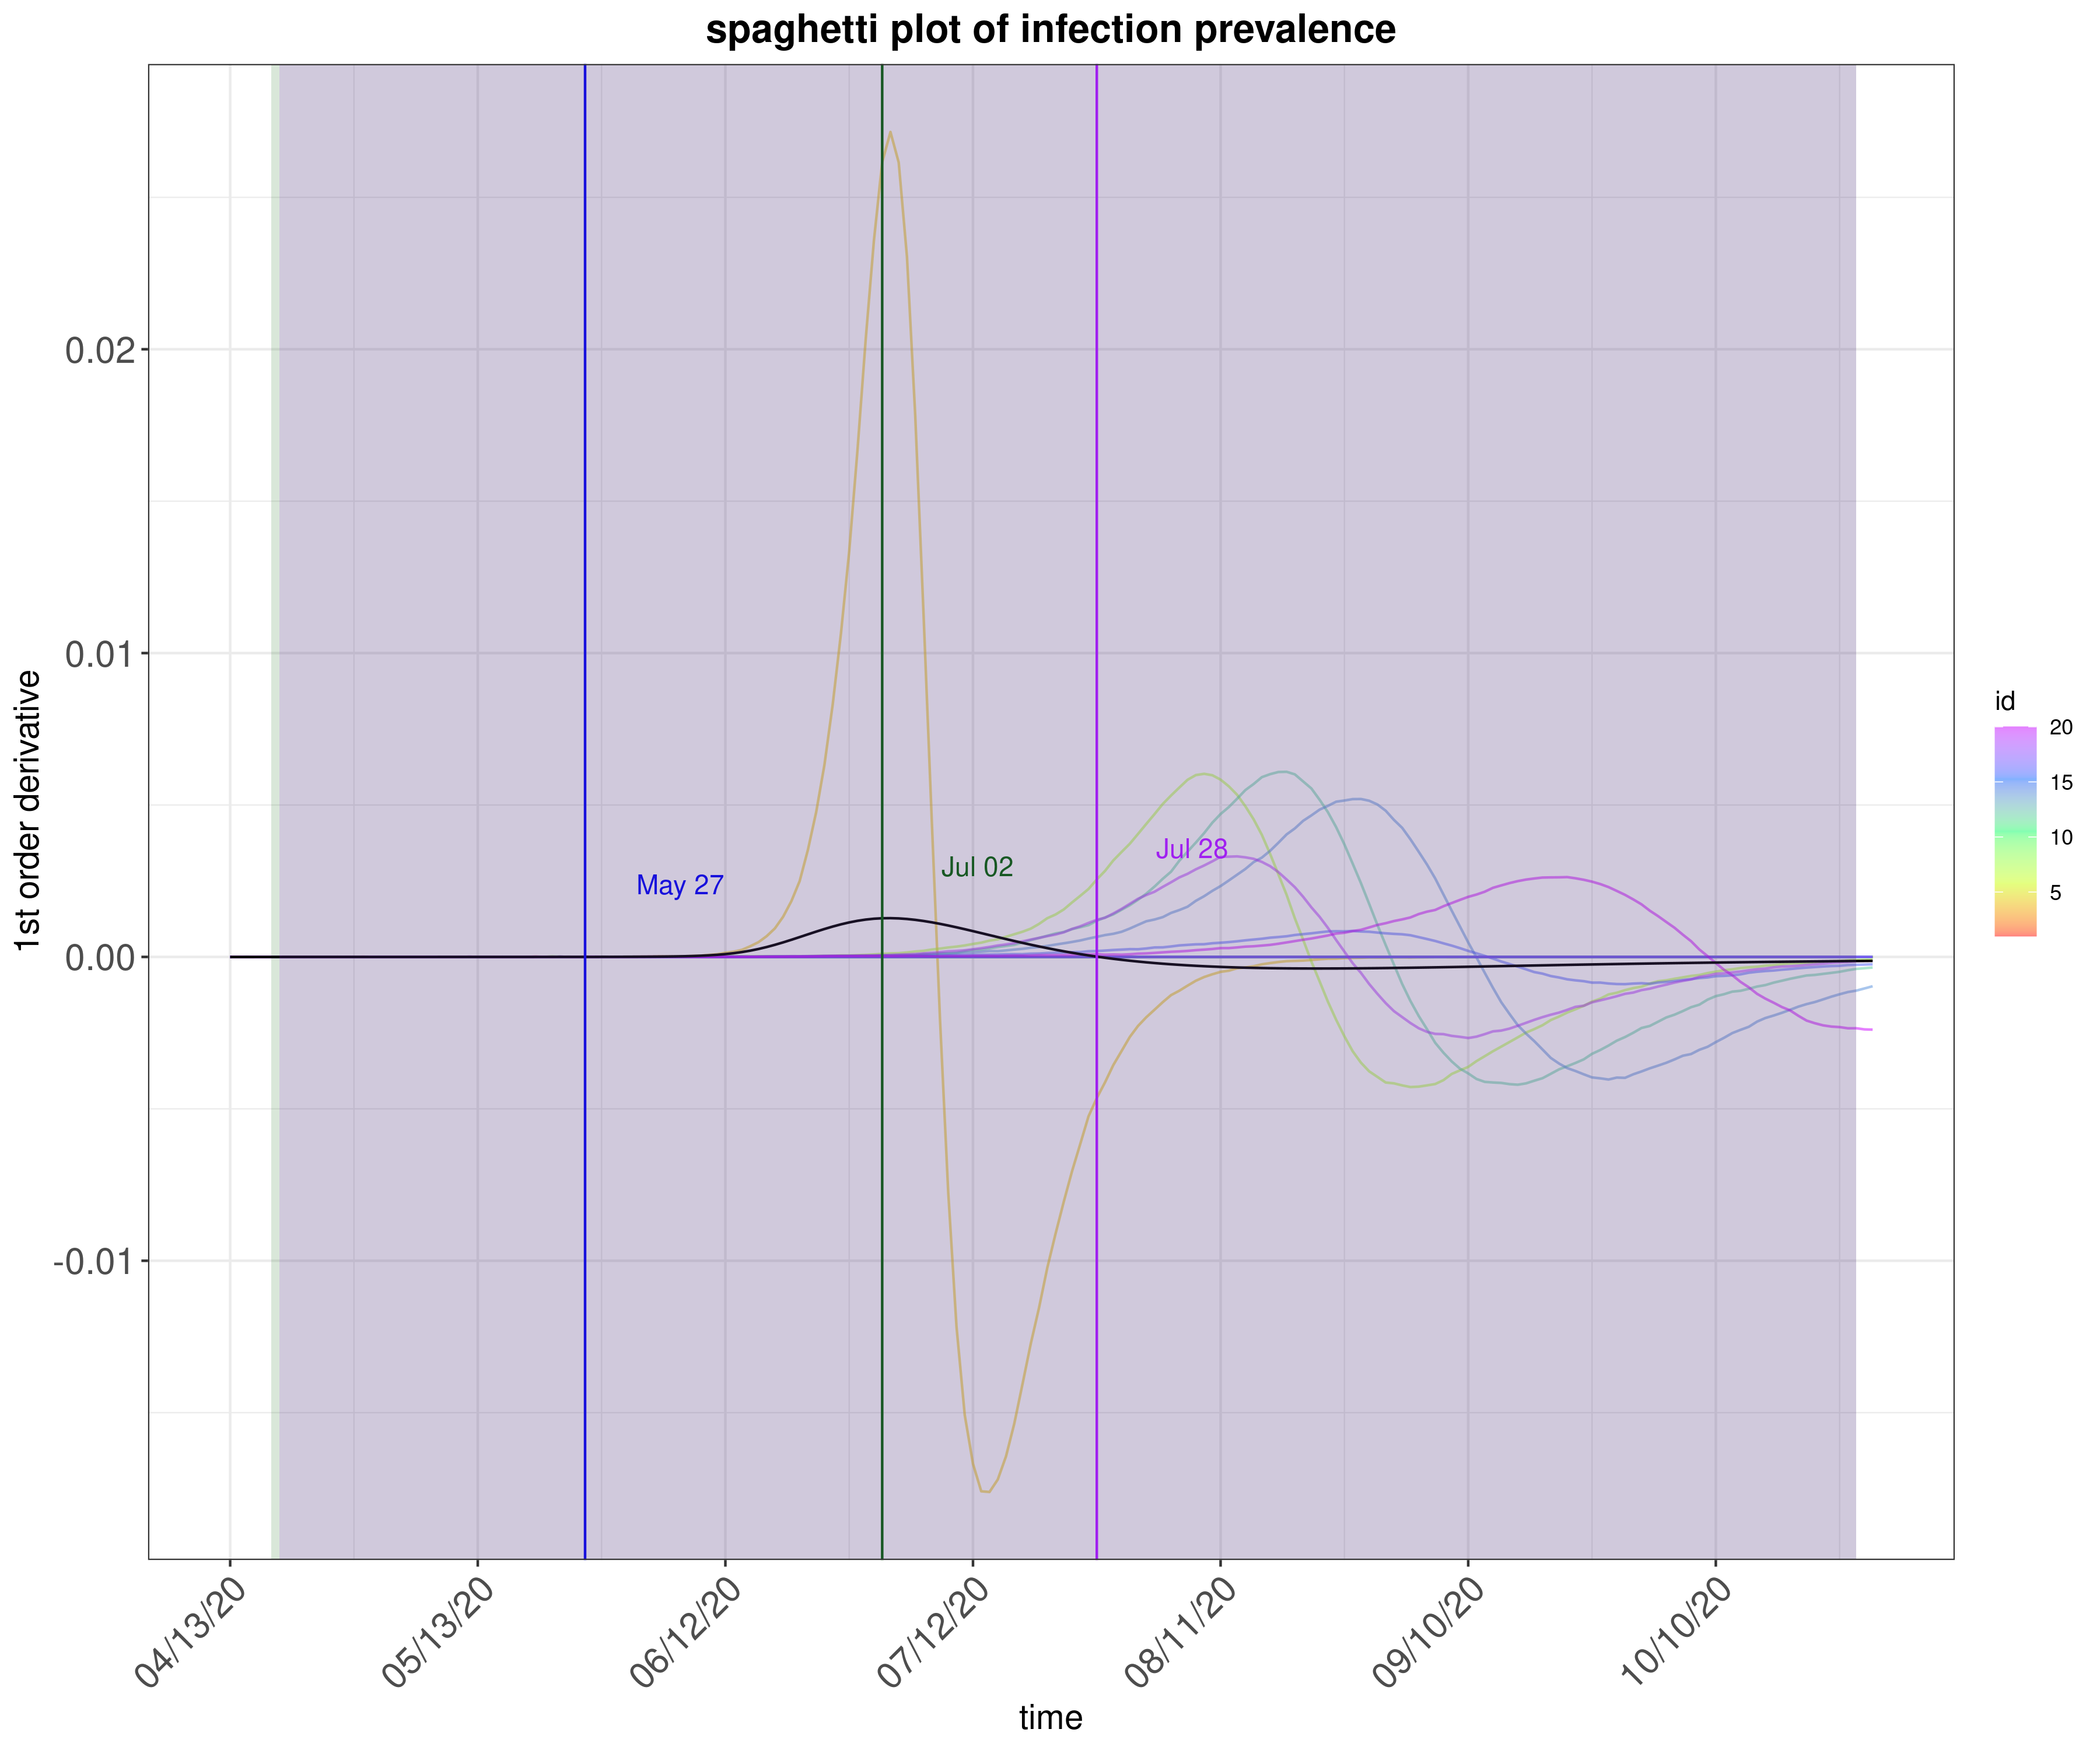 spaghetti plot of infection prevalence
1st order derivative
0.02
0.01
0.00
-0.01
May 27
Jul 02
Jul 28
id
20
15
10
5
04/13/20
05/13/20
06/12/20
07/12/20
08/11/20
09/10/20
10/10/20
time